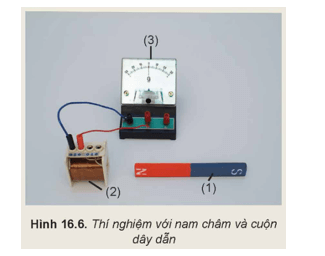 (3)
(2)
N
S
(1)
Hình 16.6. Thí nghiệm với nam châm và cuộn
dây dẫn